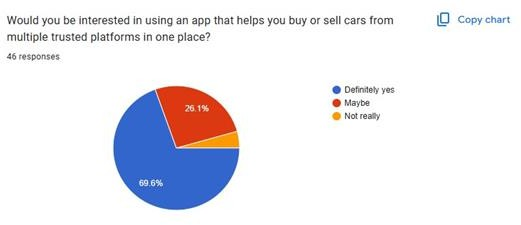 Would you be interested in using an app that helps you buy or sell cars from
multiple trusted platforms in one place?
Copy chart
46 responses
Definitely yes
Maybe
Not really
26.1%
69.6%